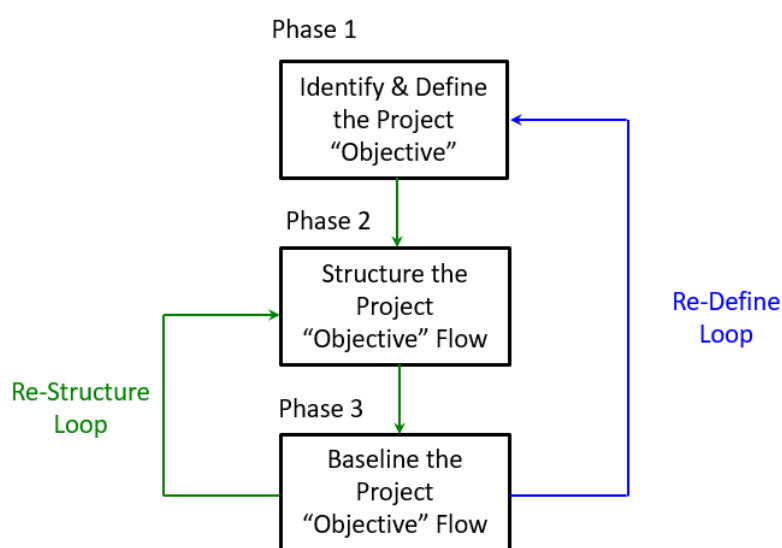 Phase 1
Identify & Define
the Project
“Objective”
Phase 2
Structure the
Project
“Objective” Flow
Re-Define
Loop
Re-Structure
Loop
Phase 3
Baseline the
Project
“Objective” Flow